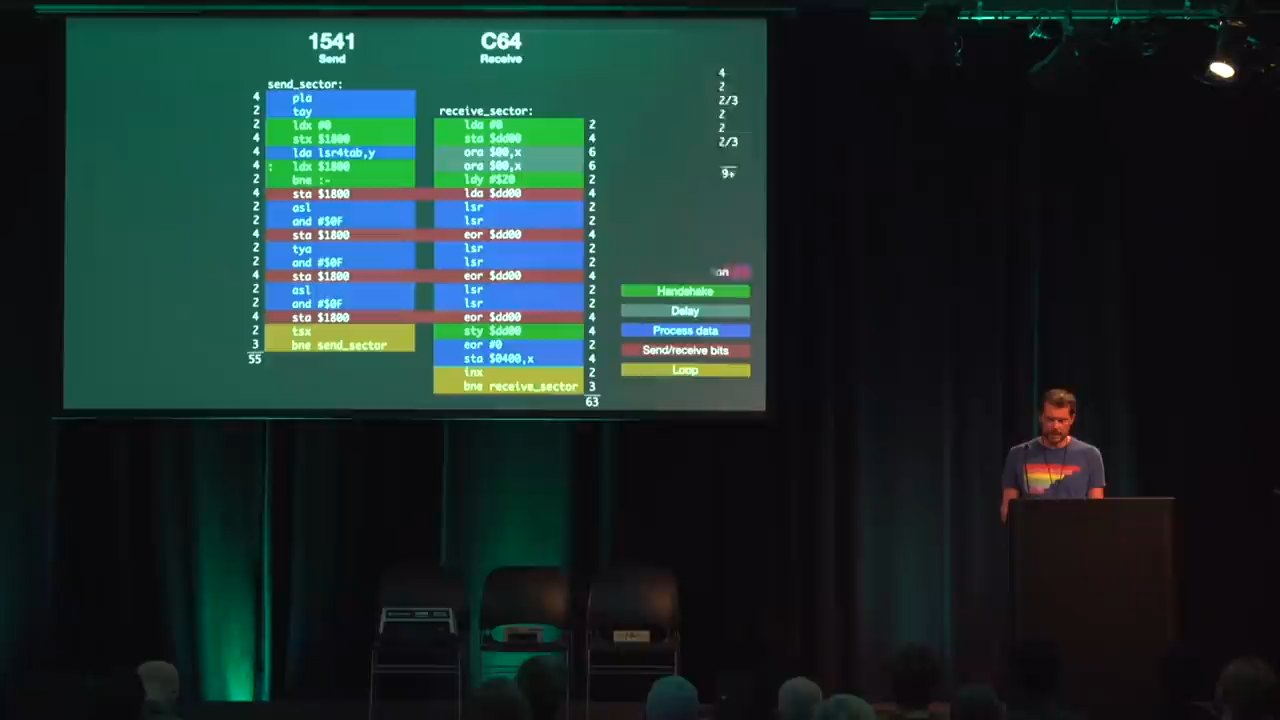 1541
Send
send_sector:
4 pla
2 tay
2 ldx #0
4 stx $1800
4 lda lsr4tab,y
4 : ldx $1800
2 bne :-
4 sta $1800
2 asl
2 and #$0F
4 sta $1800
2 tya
2 and #$0F
4 sta $1800
2 asl
2 and #$0F
4 sta $1800
2 tsx
3 bne send_sector
55
C64
Receive
receive_sector:
lda #0 2
sta $dd00 4
ora $00,x 6
ora $00,x 6
ldy #$20 2
lda $dd00 4
lsr 2
lsr 2
eor $dd00 4
lsr 2
lsr 2
eor $dd00 4
lsr 2
lsr 2
eor $dd00 4
sty $dd00 4
eor #0 2
sta $0400,x 4
inx 2
bne receive_sector 3
63
4
2
2/3
2
2
2/3
9+
Handshake
Delay
Process data
Send/receive bits
Loop